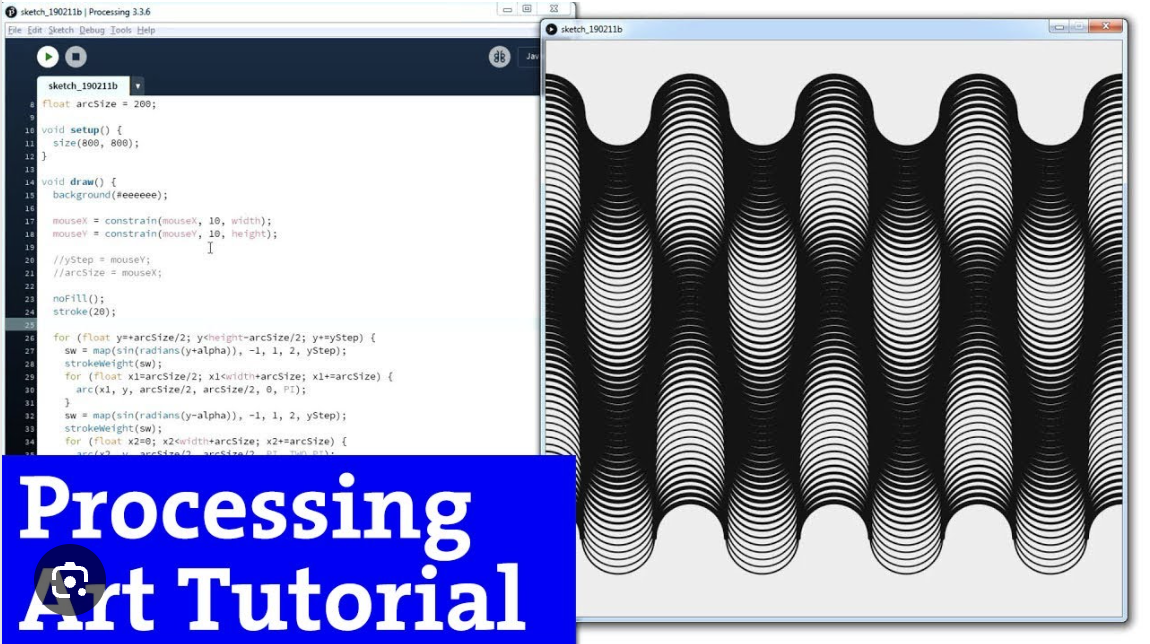 sketch_190211b | Processing 3.3.6
File Edit Sketch Debug Tools Help
Jav
sketch_190211b
8 float arcSize = 200;
9
10 void setup() {
11 size(800, 800);
12 }
13
14 void draw() {
15 background(#eeeeee);
16
17 mouseX = constrain(mouseX, 10, width);
18 mouseY = constrain(mouseY, 10, height);
19
20 //yStep = mouseY;
21 //arcSize = mouseX;
22
23 noFill();
24 stroke(20);
25
26 for (float y=+arcSize/2; y<height-arcSize/2; y+=yStep) {
27 sw = map(sin(radians(y+alpha)), -1, 1, 2, yStep);
28 strokeWeight(sw);
29 for (float x1=arcSize/2; x1<width+arcSize; x1+=arcSize) {
30 arc(x1, y, arcSize/2, arcSize/2, 0, PI);
31 }
32 sw = map(sin(radians(y-alpha)), -1, 1, 2, yStep);
33 strokeWeight(sw);
34 for (float x2=0; x2<width+arcSize; x2+=arcSize) {
arc(x2, y, arcSize/2, arcSize/2, PI, TWO_PI);
sketch_190211b
Processing
Art Tutorial